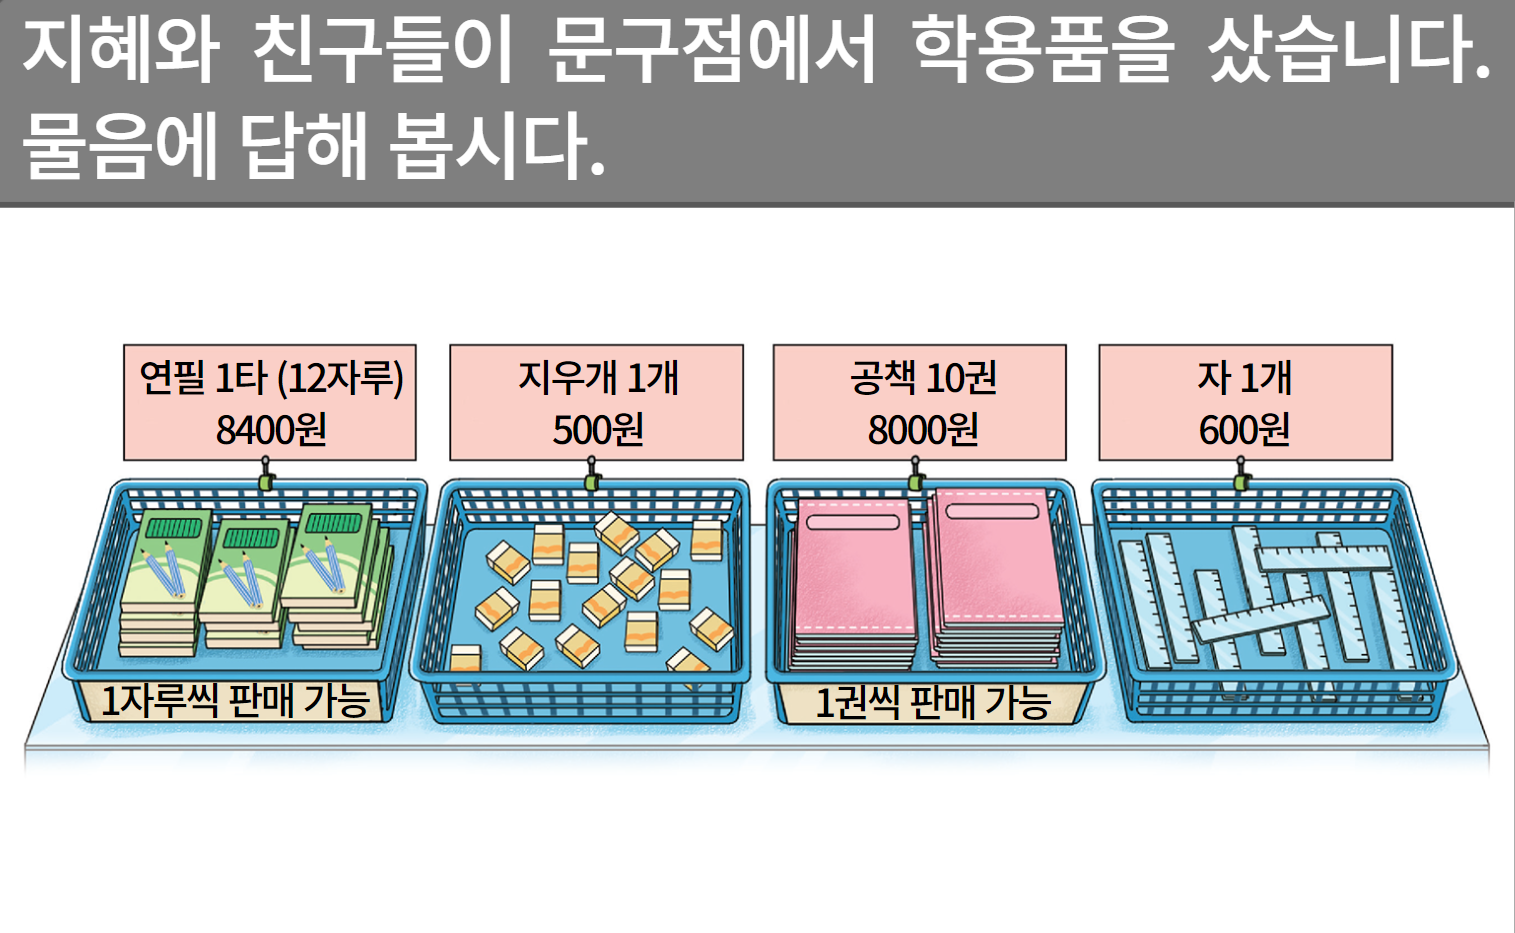 지혜와 친구들이 문구점에서 학용품을 샀습니다.
물음에 답해 봅시다.
연필 1타 (12자루)
8400원
지우개 1개
500원
공책 10권
8000원
자 1개
600원
1자루씩 판매 가능
1권씩 판매 가능